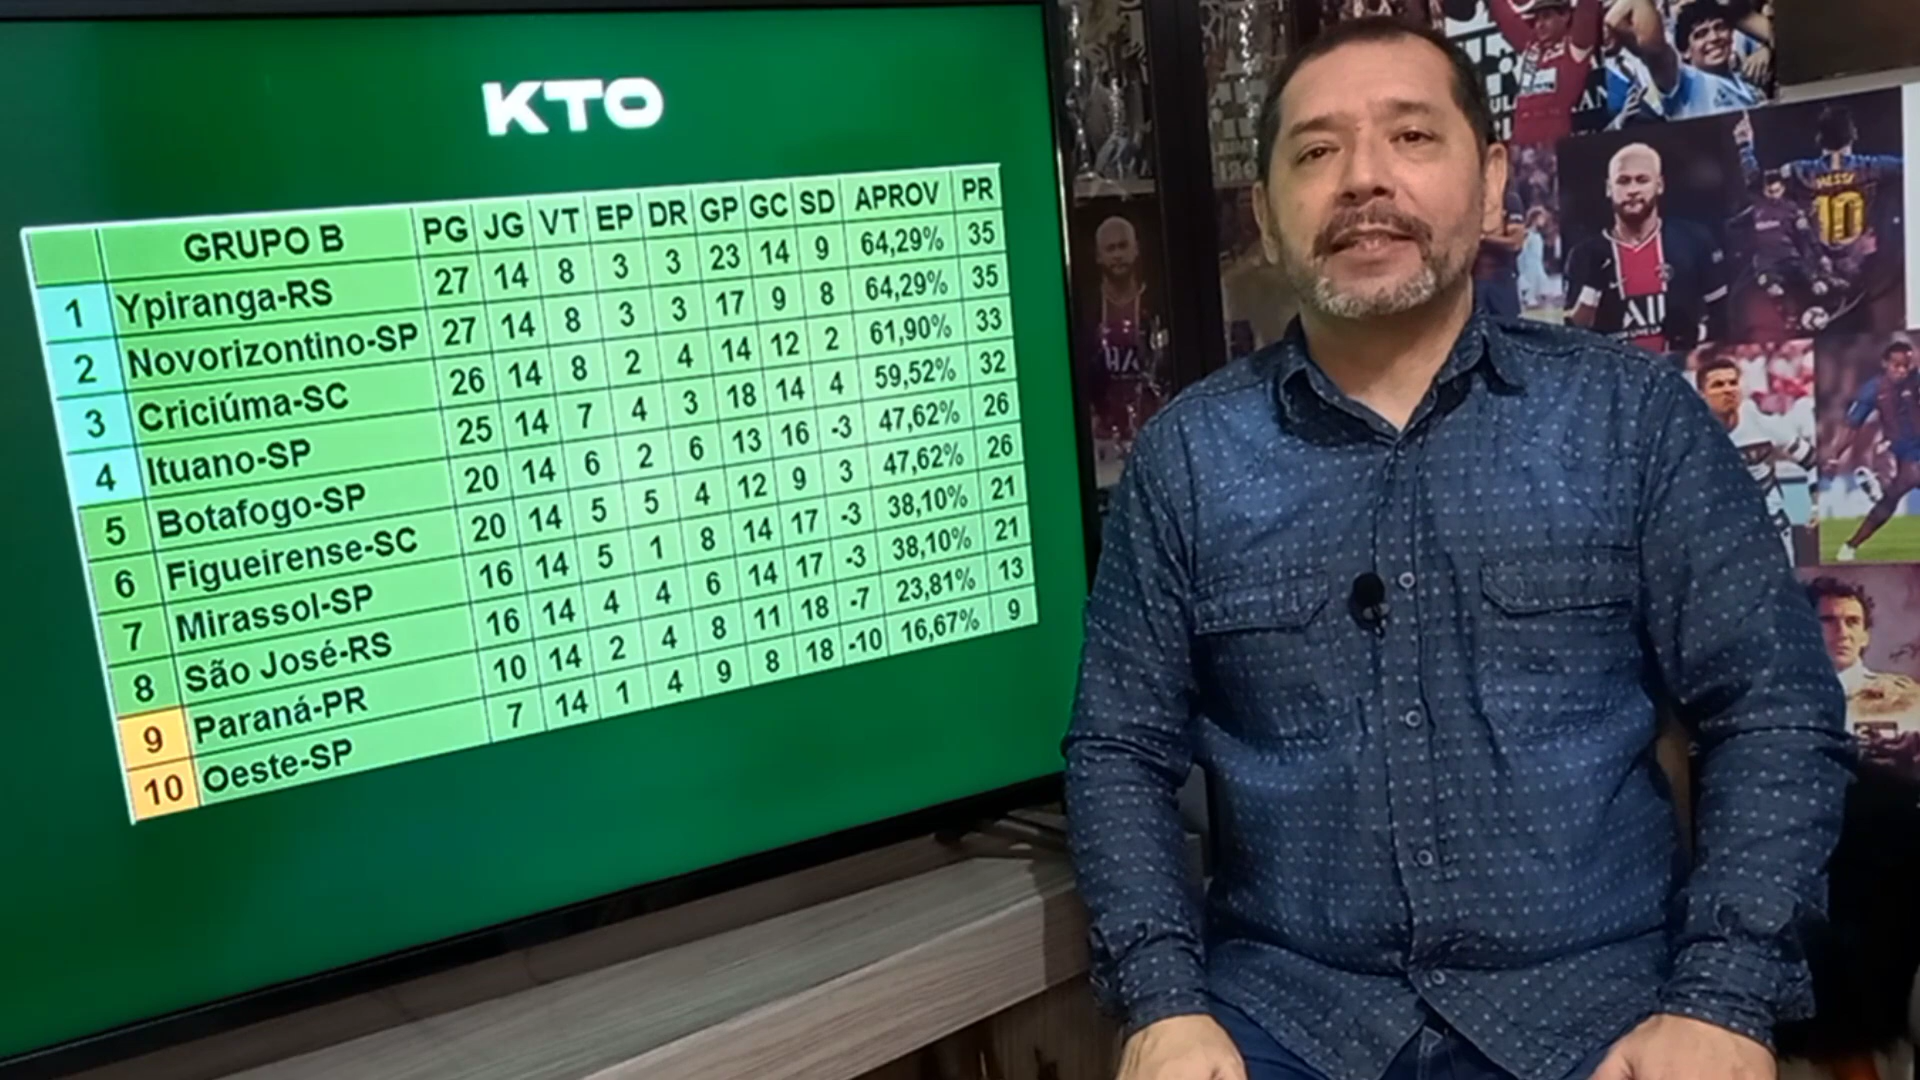 KTO
GRUPO B PG JG VT EP DR GP GC SD APROV PR
1 Ypiranga-RS 27 14 8 3 3 23 14 9 64,29% 35
2 Novorizontino-SP 27 14 8 3 3 17 9 8 64,29% 35
3 Criciúma-SC 26 14 8 2 4 14 12 2 61,90% 33
4 Ituano-SP 25 14 7 4 3 18 14 4 59,52% 32
5 Botafogo-SP 20 14 6 2 6 13 16 -3 47,62% 26
6 Figueirense-SC 20 14 5 5 4 12 9 3 47,62% 26
7 Mirassol-SP 16 14 5 1 8 14 17 -3 38,10% 21
8 São José-RS 16 14 4 4 6 14 17 -3 38,10% 21
9 Paraná-PR 10 14 2 4 8 11 18 -7 23,81% 13
10 Oeste-SP 7 14 1 4 9 8 18 -10 16,67% 9
MESSI
10
ALL